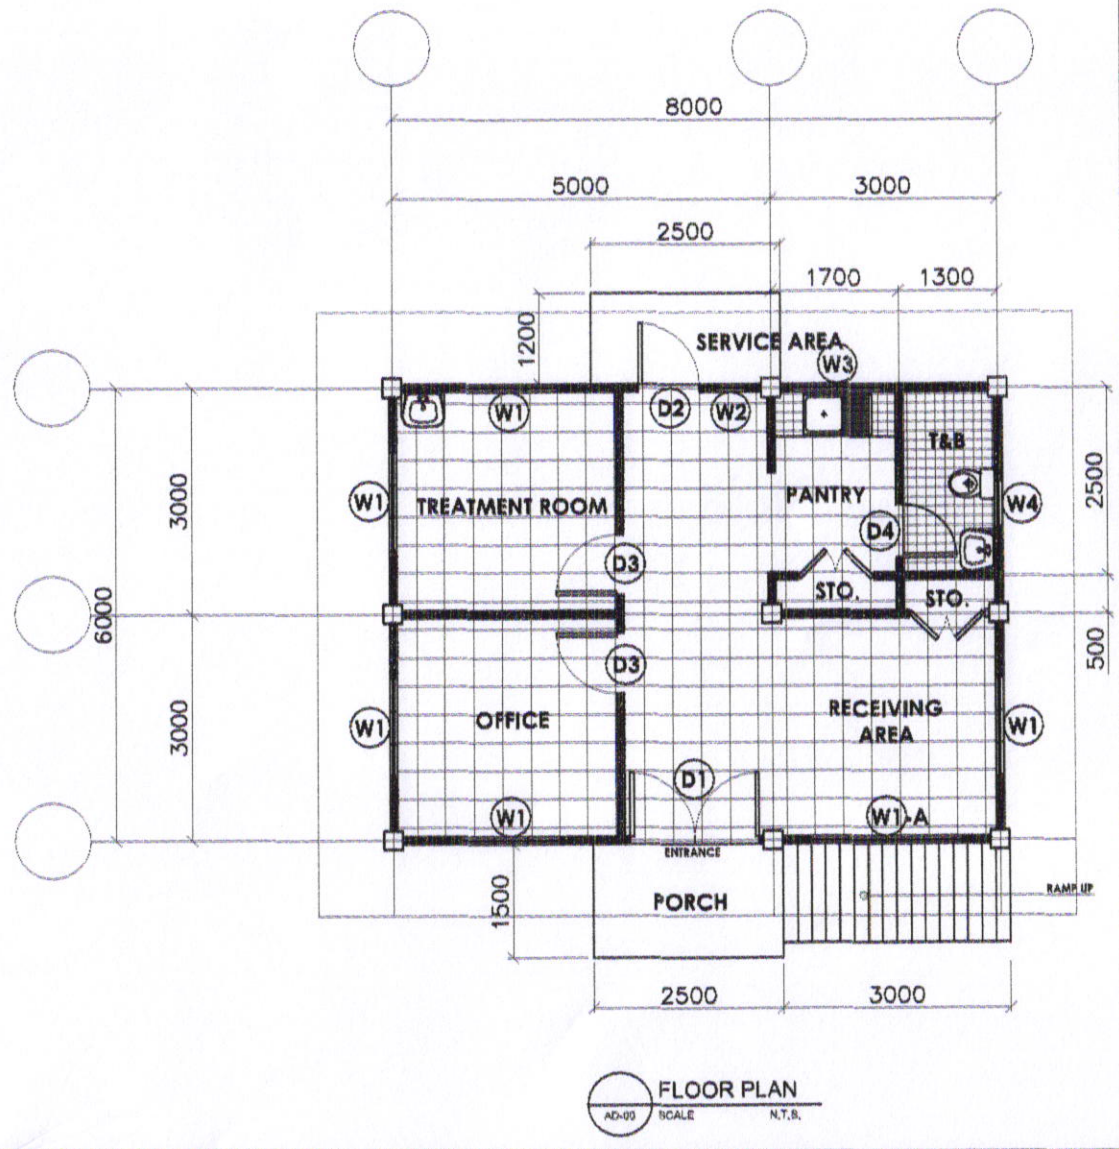 8000
5000
3000
2500
1700
1300
1200
SERVICE AREA
W3
W1
D2
W2
T&B
W1
TREATMENT ROOM
PANTRY
W4
2500
3000
D4
D3
STO.
STO.
6000
D3
500
OFFICE
RECEIVING
AREA
W1
W1
3000
D1
W1
W1-A
ENTRANCE
1500
PORCH
RAMP UP
2500
3000
FLOOR PLAN
AD-00
SCALE
N.T.S.